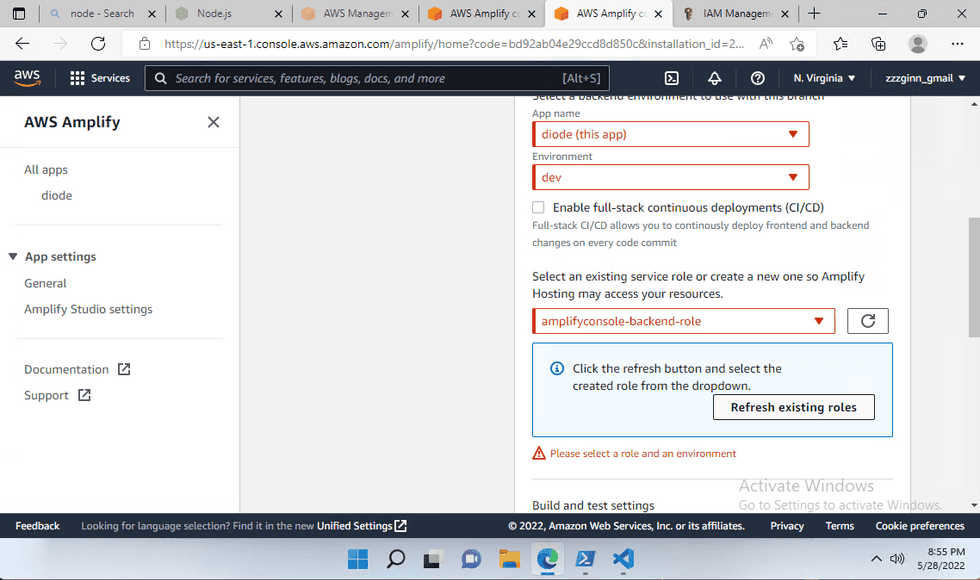 node - Search
Node.js
AWS Managem
AWS Amplify co
AWS Amplify co
IAM Manageme
https://us-east-1.console.aws.amazon.com/amplify/home?code=bd92ab04e29ccd8d850c&installation_id=2...
aws
Services
Search for services, features, blogs, docs, and more
[Alt+S]
N. Virginia
zzzginn_gmail
AWS Amplify
All apps
diode
App settings
General
Amplify Studio settings
Documentation
Support
Select a backend environment to use with this branch
App name
diode (this app)
Environment
dev
Enable full-stack continuous deployments (CI/CD)
Full-stack CI/CD allows you to continously deploy frontend and backend
changes on every code commit
Select an existing service role or create a new one so Amplify
Hosting may access your resources.
amplifyconsole-backend-role
Click the refresh button and select the
created role from the dropdown.
Refresh existing roles
Please select a role and an environment
Build and test settings
Activate Windows
Go to Settings to activate Windows.
Feedback
Looking for language selection? Find it in the new Unified Settings
© 2022, Amazon Web Services, Inc. or its affiliates.
Privacy
Terms
Cookie preferences
8:55 PM
5/28/2022